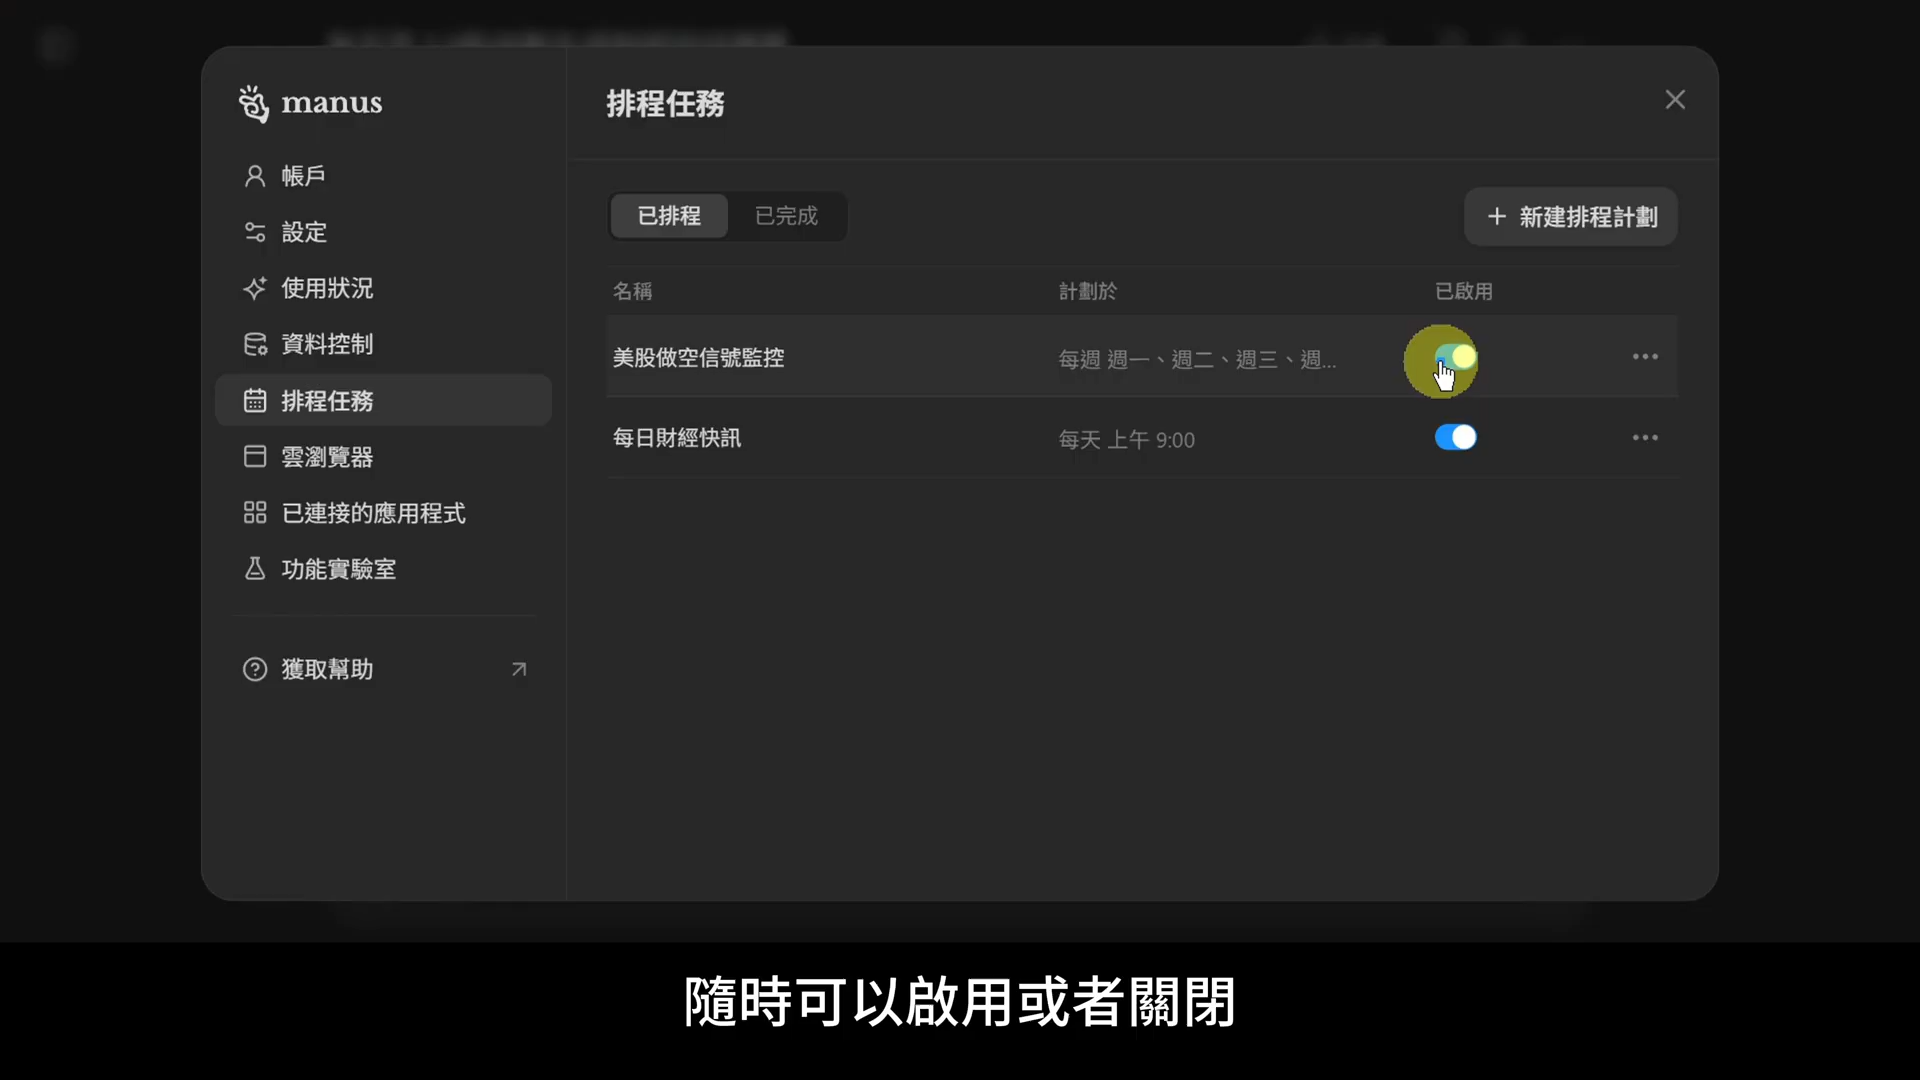 manus
帳戶
設定
使用狀況
資料控制
排程任務
雲瀏覽器
已連接的應用程式
功能實驗室
獲取幫助
排程任務
已排程 已完成
+ 新建排程計劃
名稱 計劃於 已啟用
美股做空信號監控 每週 週一、週二、週三、週...
每日財經快訊 每天 上午 9:00
隨時可以啟用或者關閉